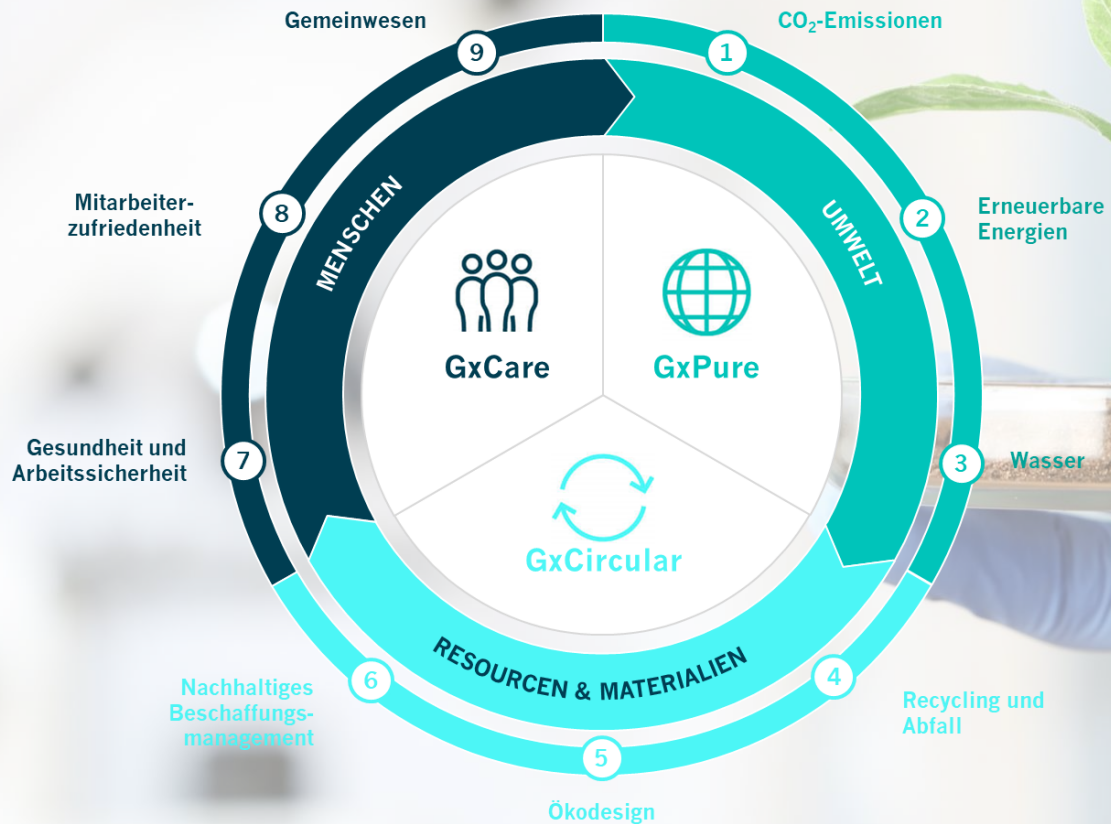 Gemeinwesen
9
CO₂-Emissionen
1
Mitarbeiter-
zufriedenheit
8
MENSCHEN
UMWELT
2
Erneuerbare
Energien
GxCare
GxPure
Gesundheit und
Arbeitssicherheit
7
3
Wasser
GxCircular
RESOURCEN & MATERIALIEN
Nachhaltiges
Beschaffungs-
management
6
4
Recycling und
Abfall
5
Ökodesign